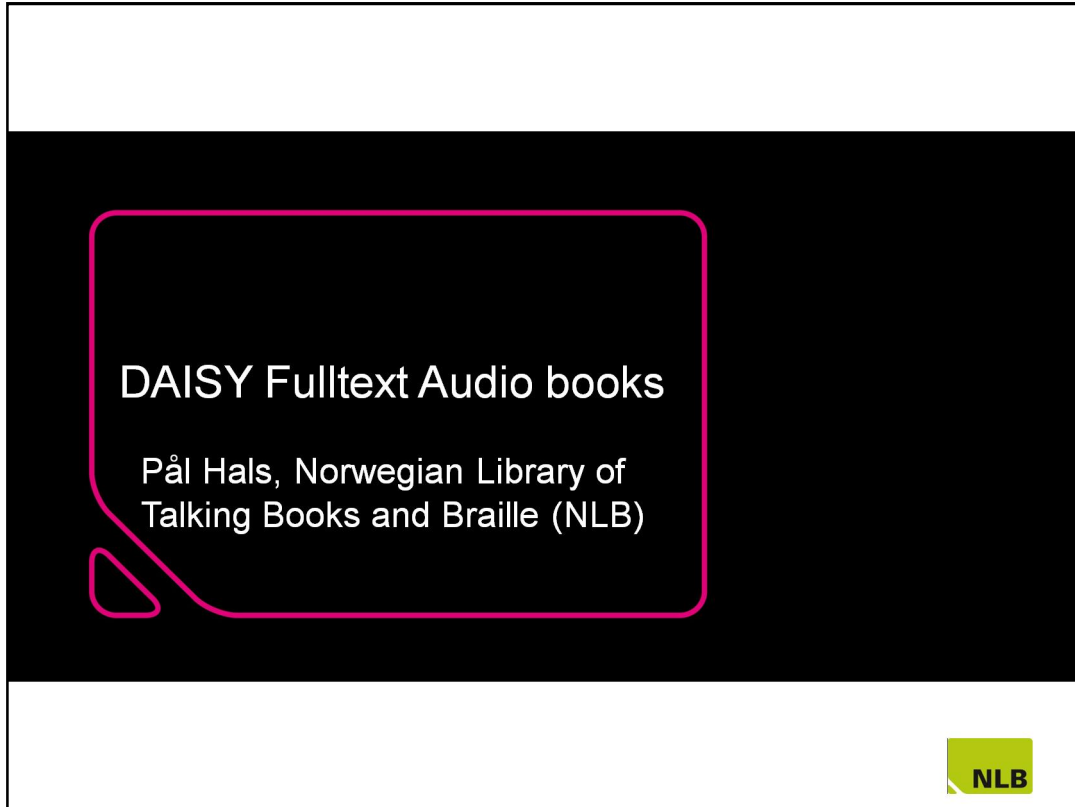 DAISY Fulltext Audio books
Pål Hals, Norwegian Library of
Talking Books and Braille (NLB)
NLB